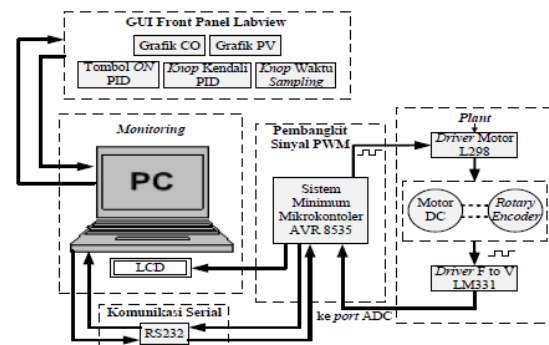 GUI Front Panel Labview
Grafik CO
Grafik PV
Tombol ON
PID
Knop Kendali
PID
Knop Waktu
Sampling
Monitoring
PC
LCD
Pembangkit
Sinyal PWM
Sistem
Minimum
Mikrokontoler
AVR 8535
Plant
Driver Motor
L298
Motor
DC
Rotary
Encoder
Driver F to V
LM331
ke port ADC
Komunikasi Serial
RS232